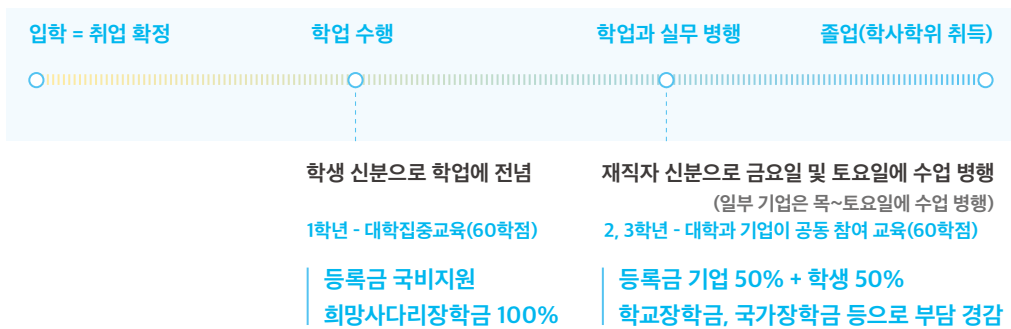 입학 = 취업 확정
학업 수행
학업과 실무 병행
졸업(학사학위 취득)
학생 신분으로 학업에 전념
1학년 - 대학집중교육(60학점)
등록금 국비지원
희망사다리장학금 100%
재직자 신분으로 금요일 및 토요일에 수업 병행
(일부 기업은 목~토요일에 수업 병행)
2, 3학년 - 대학과 기업이 공동 참여 교육(60학점)
등록금 기업 50% + 학생 50%
학교장학금, 국가장학금 등으로 부담 경감